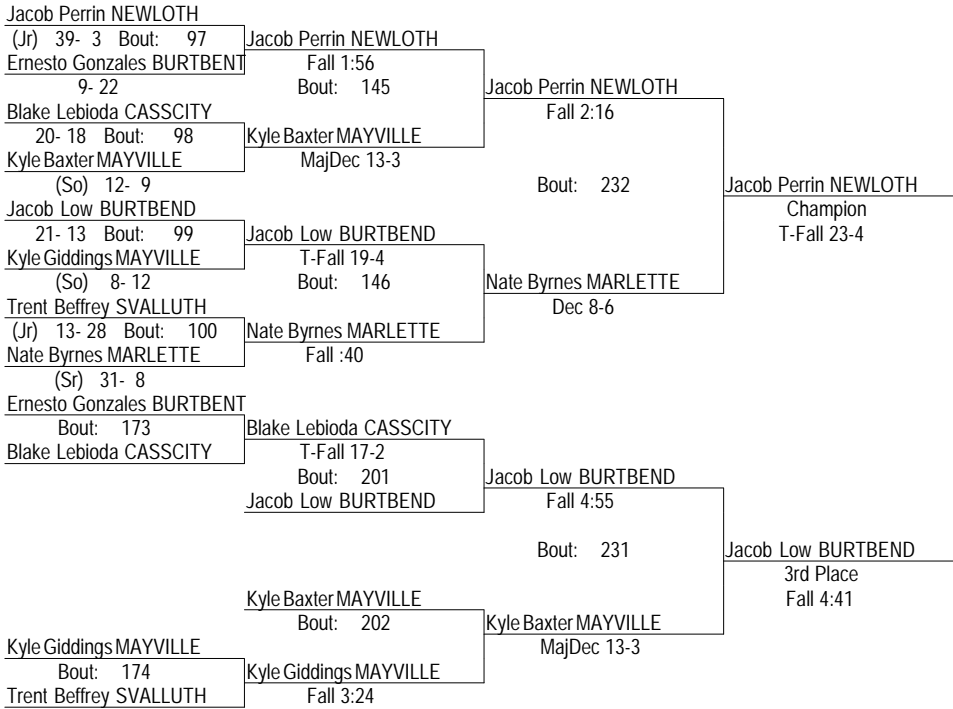 Jacob Perrin NEWLOTH
(Jr) 39- 3 Bout: 97
Jacob Perrin NEWLOTH
Ernesto Gonzales BURTBENT
Fall 1:56
9- 22
Bout: 145
Jacob Perrin NEWLOTH
Blake Lebioda CASSCITY
Fall 2:16
20- 18 Bout: 98
Kyle Baxter MAYVILLE
Kyle Baxter MAYVILLE
MajDec 13-3
(So) 12- 9
Bout: 232
Jacob Perrin NEWLOTH
Jacob Low BURTBEND
Champion
21- 13 Bout: 99
Jacob Low BURTBEND
T-Fall 23-4
Kyle Giddings MAYVILLE
T-Fall 19-4
(So) 8- 12
Bout: 146
Nate Byrnes MARLETTE
Trent Beffrey SVALLUTH
Dec 8-6
(Jr) 13- 28 Bout: 100
Nate Byrnes MARLETTE
Nate Byrnes MARLETTE
Fall :40
(Sr) 31- 8
Ernesto Gonzales BURTBENT
Bout: 173
Blake Lebioda CASSCITY
Blake Lebioda CASSCITY
T-Fall 17-2
Bout: 201
Jacob Low BURTBEND
Jacob Low BURTBEND
Fall 4:55
Bout: 231
Jacob Low BURTBEND
3rd Place
Kyle Baxter MAYVILLE
Fall 4:41
Bout: 202
Kyle Baxter MAYVILLE
Kyle Giddings MAYVILLE
MajDec 13-3
Bout: 174
Kyle Giddings MAYVILLE
Trent Beffrey SVALLUTH
Fall 3:24